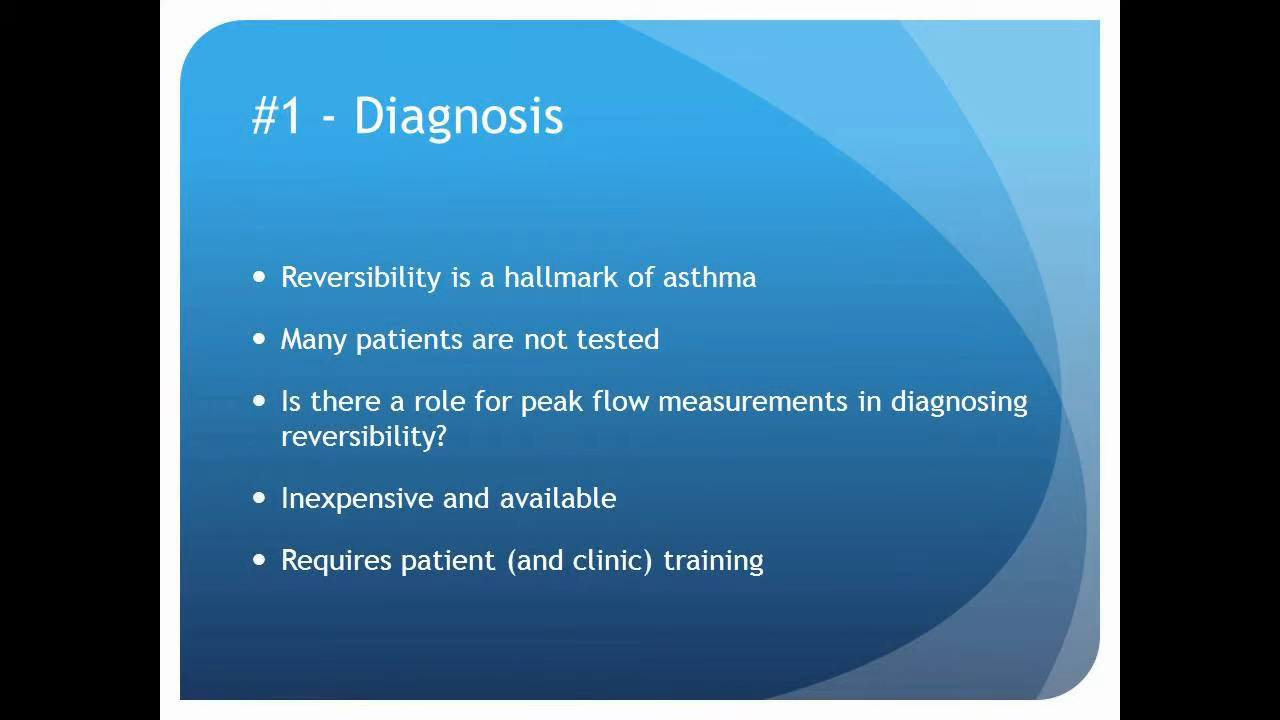 #1 - Diagnosis
• Reversibility is a hallmark of asthma
• Many patients are not tested
• Is there a role for peak flow measurements in diagnosing
reversibility?
• Inexpensive and available
• Requires patient (and clinic) training